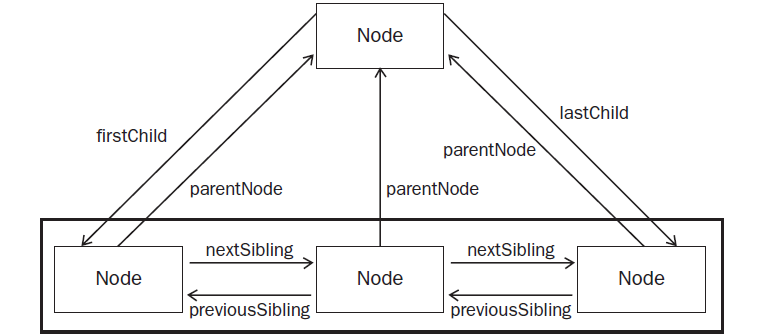 Node
lastChild
firstChild
parentNode
parentNode
parentNode
nextSibling
nextSibling
Node
Node
Node
previousSibling
previousSibling